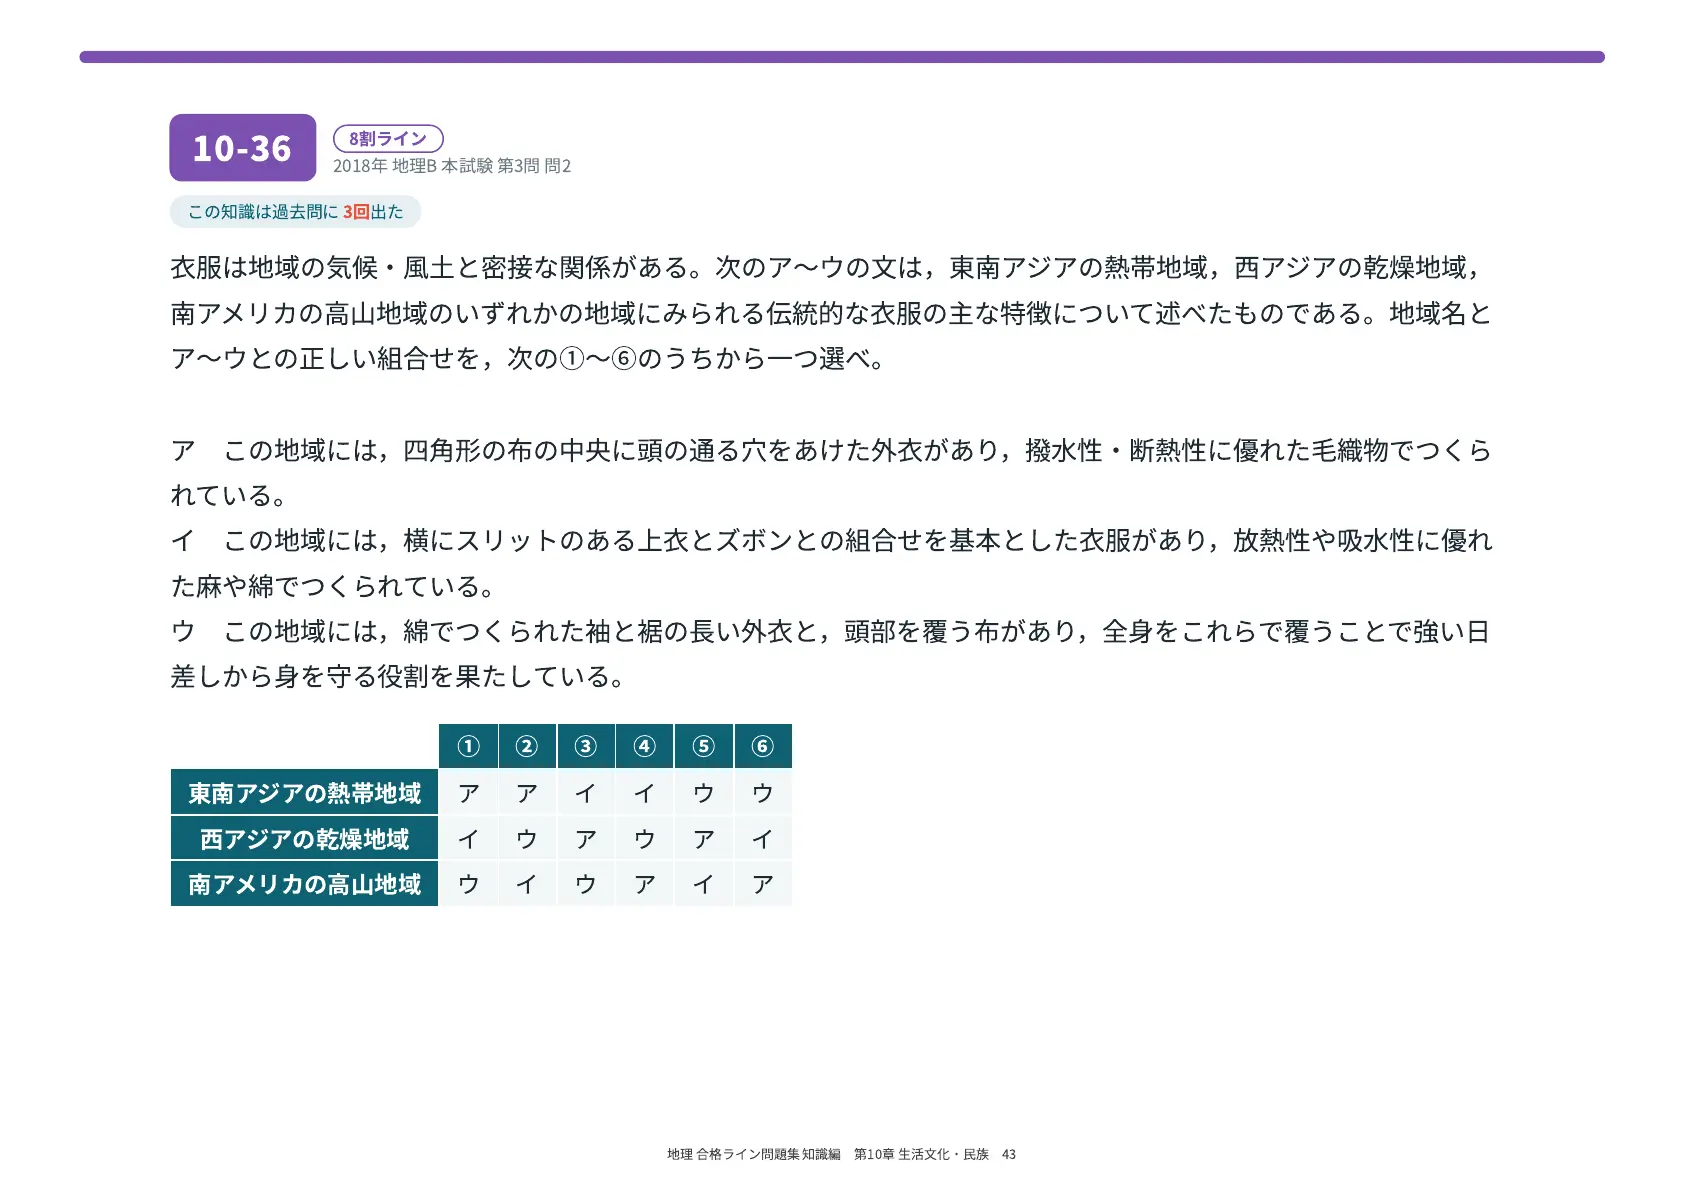 10-36
8割ライン
2018年 地理B 本試験 第3問 問2
この知識は過去問に 3回出た
衣服は地域の気候・風土と密接な関係がある。次のア〜ウの文は，東南アジアの熱帯地域，西アジアの乾燥地域，
南アメリカの高山地域のいずれかの地域にみられる伝統的な衣服の主な特徴について述べたものである。地域名と
ア〜ウとの正しい組合せを，次の①〜⑥のうちから一つ選べ。
ア　この地域には，四角形の布の中央に頭の通る穴をあけた外衣があり，撥水性・断熱性に優れた毛織物でつくら
れている。
イ　この地域には，横にスリットのある上衣とズボンとの組合せを基本とした衣服があり，放熱性や吸水性に優れ
た麻や綿でつくられている。
ウ　この地域には，綿でつくられた袖と裾の長い外衣と，頭部を覆う布があり，全身をこれらで覆うことで強い日
差しから身を守る役割を果たしている。
① ② ③ ④ ⑤ ⑥
東南アジアの熱帯地域 ア ア イ イ ウ ウ
西アジアの乾燥地域 イ ウ ア ウ ア イ
南アメリカの高山地域 ウ イ ウ ア イ ア
地理 合格ライン問題集 知識編　第10章 生活文化・民族　43